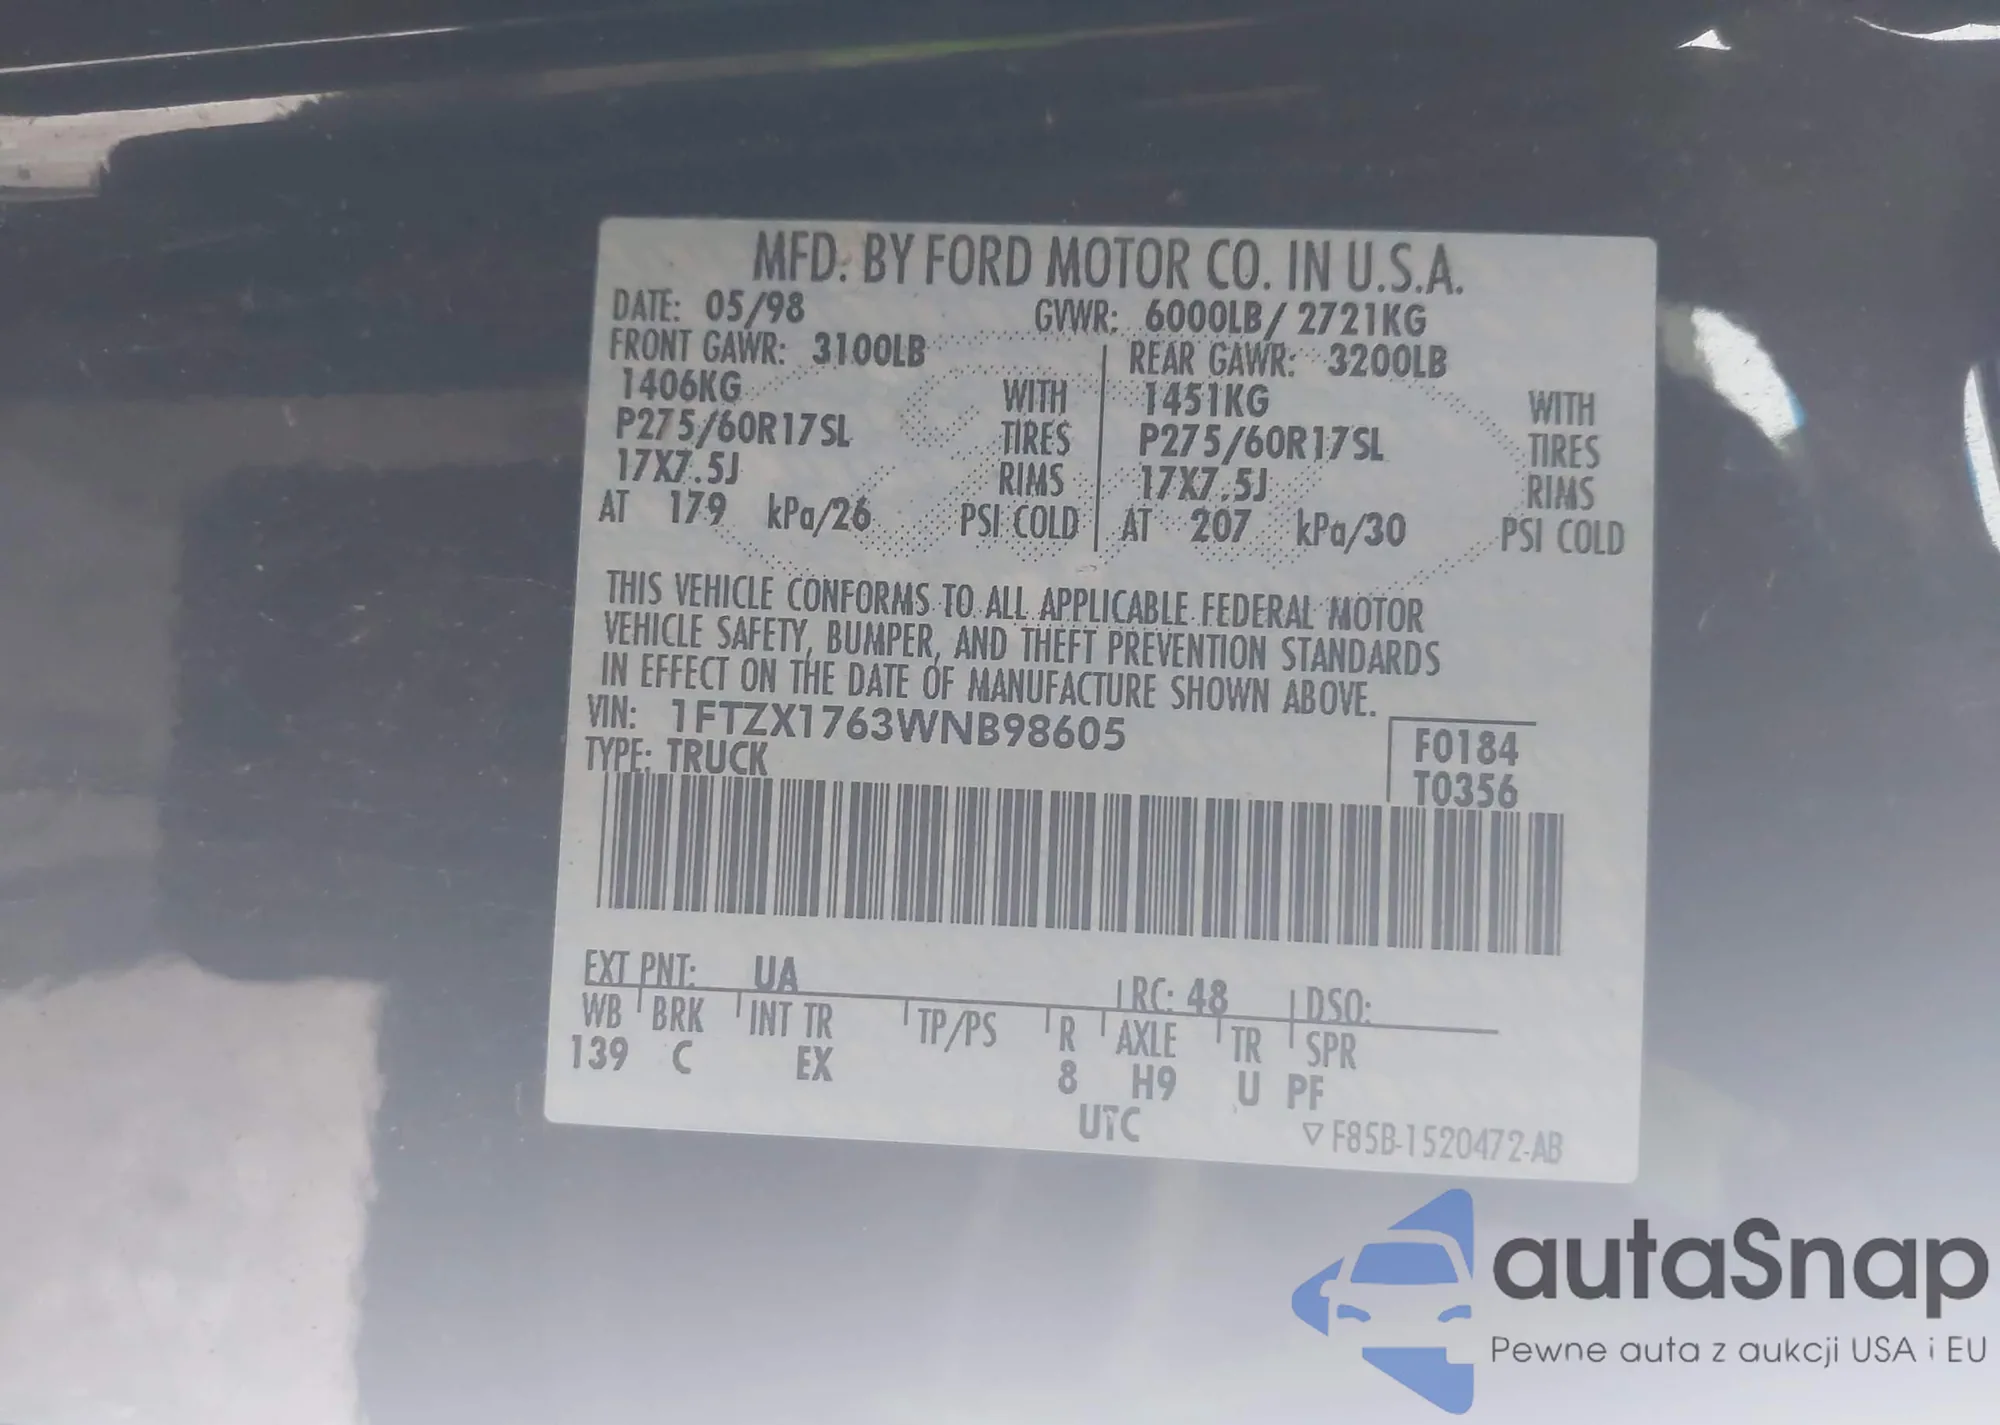 MFD. BY FORD MOTOR CO. IN U.S.A.
DATE: 05/98 GVWR: 6000LB/ 2721KG
FRONT GAWR: 3100LB REAR GAWR: 3200LB
1406KG WITH 1451KG WITH
P275/60R17SL TIRES P275/60R17SL TIRES
17X7.5J RIMS 17X7.5J RIMS
AT 179 kPa/26 PSI COLD AT 207 kPa/30 PSI COLD
THIS VEHICLE CONFORMS TO ALL APPLICABLE FEDERAL MOTOR
VEHICLE SAFETY, BUMPER, AND THEFT PREVENTION STANDARDS
IN EFFECT ON THE DATE OF MANUFACTURE SHOWN ABOVE.
VIN: 1FTZX1763WNB98605 F0184
TYPE: TRUCK T0356
EXT PNT: UA RC: 48 DSO:
WB BRK INT TR TP/PS R AXLE TR SPR
139 C EX 8 H9 U PF
UTC
▽ F85B-1520472-AB
autaSnap
Pewne auta z aukcji USA i EU